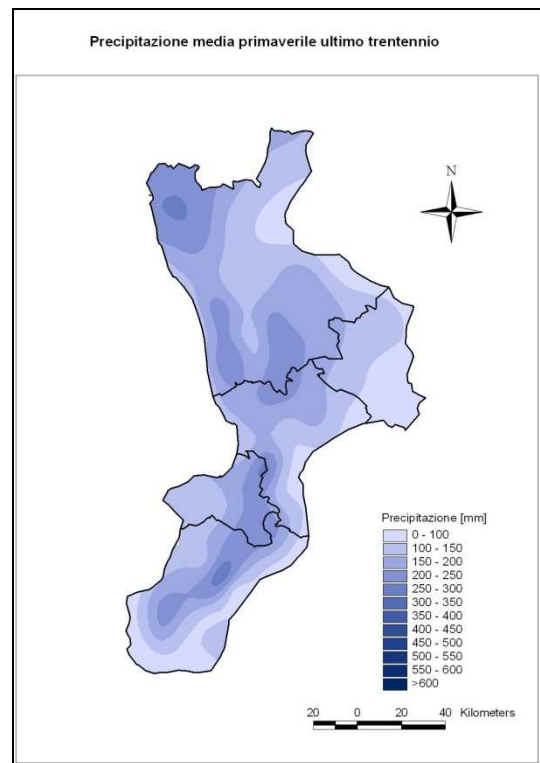 Precipitazione media primaverile ultimo trentennio
N
Precipitazione [mm]
0 - 100
100 - 150
150 - 200
200 - 250
250 - 300
300 - 350
350 - 400
400 - 450
450 - 500
500 - 550
550 - 600
>600
20 0 20 40 Kilometers